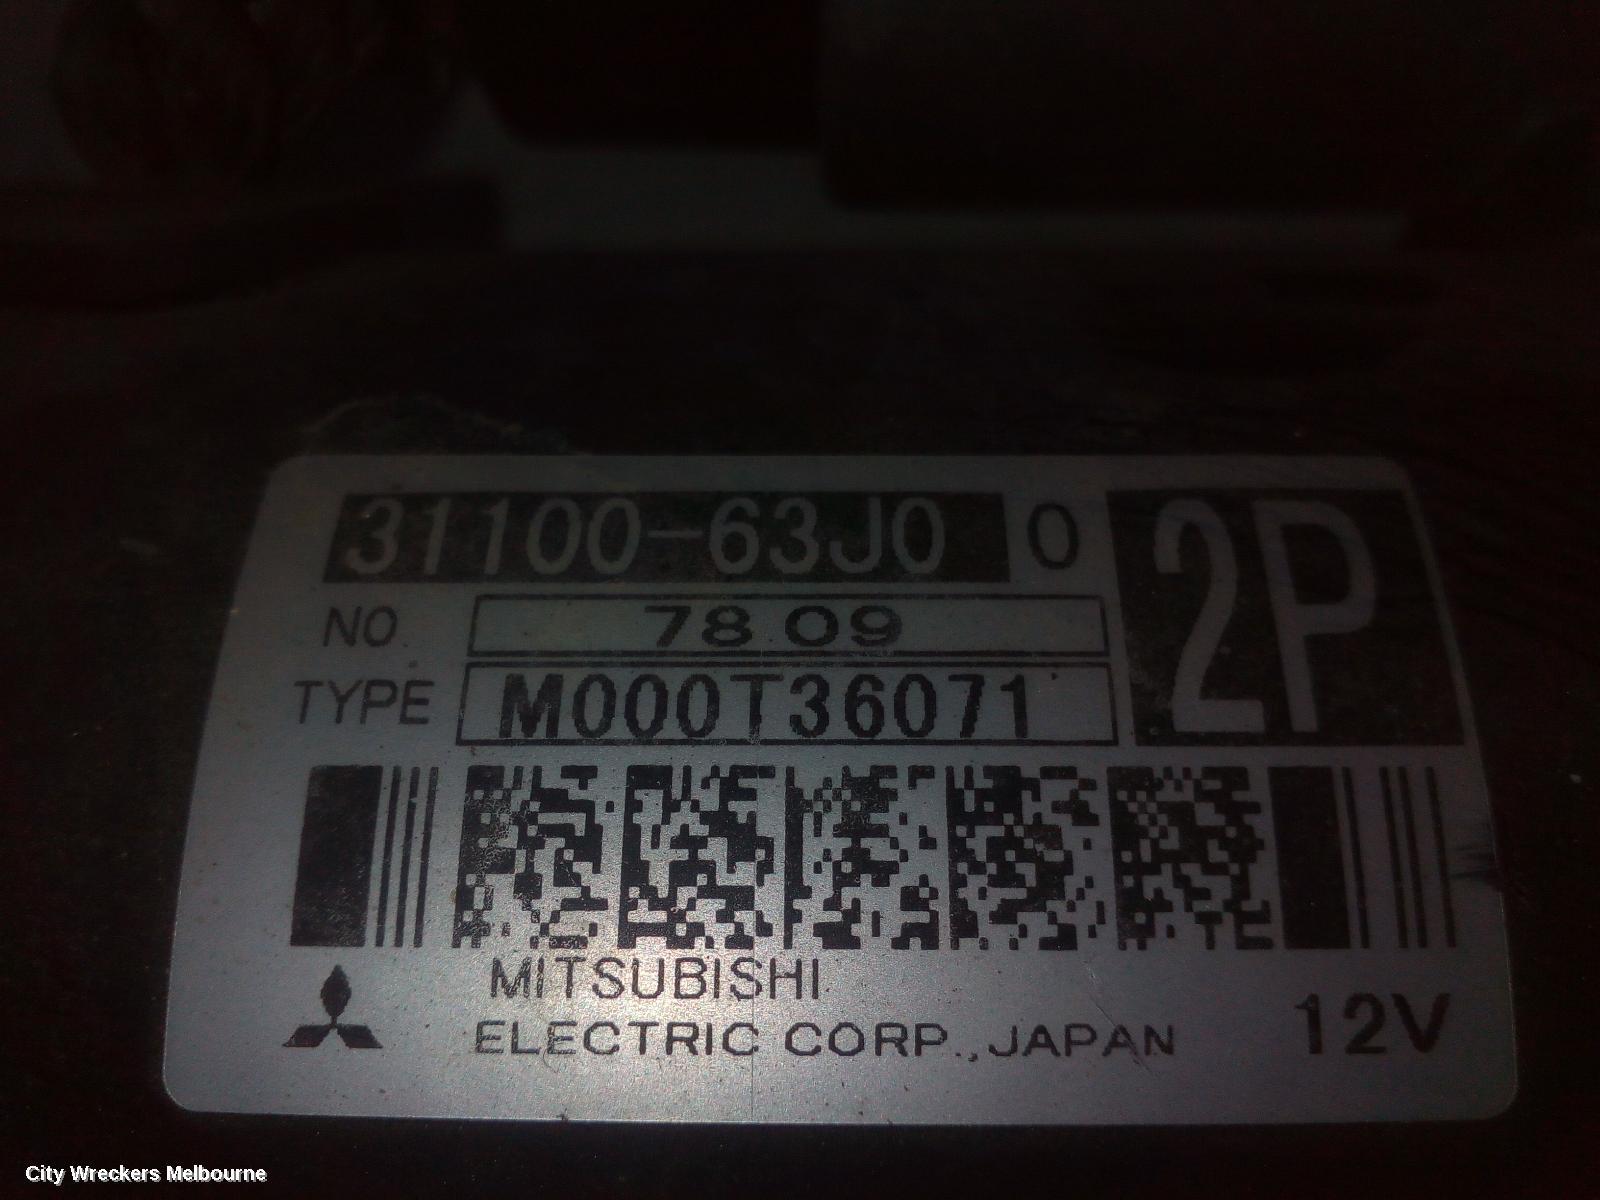 31100-63J0 0
2P
NO. 78 09
TYPE M000T36071
MITSUBISHI
ELECTRIC CORP., JAPAN
12V
City Wreckers Melbourne